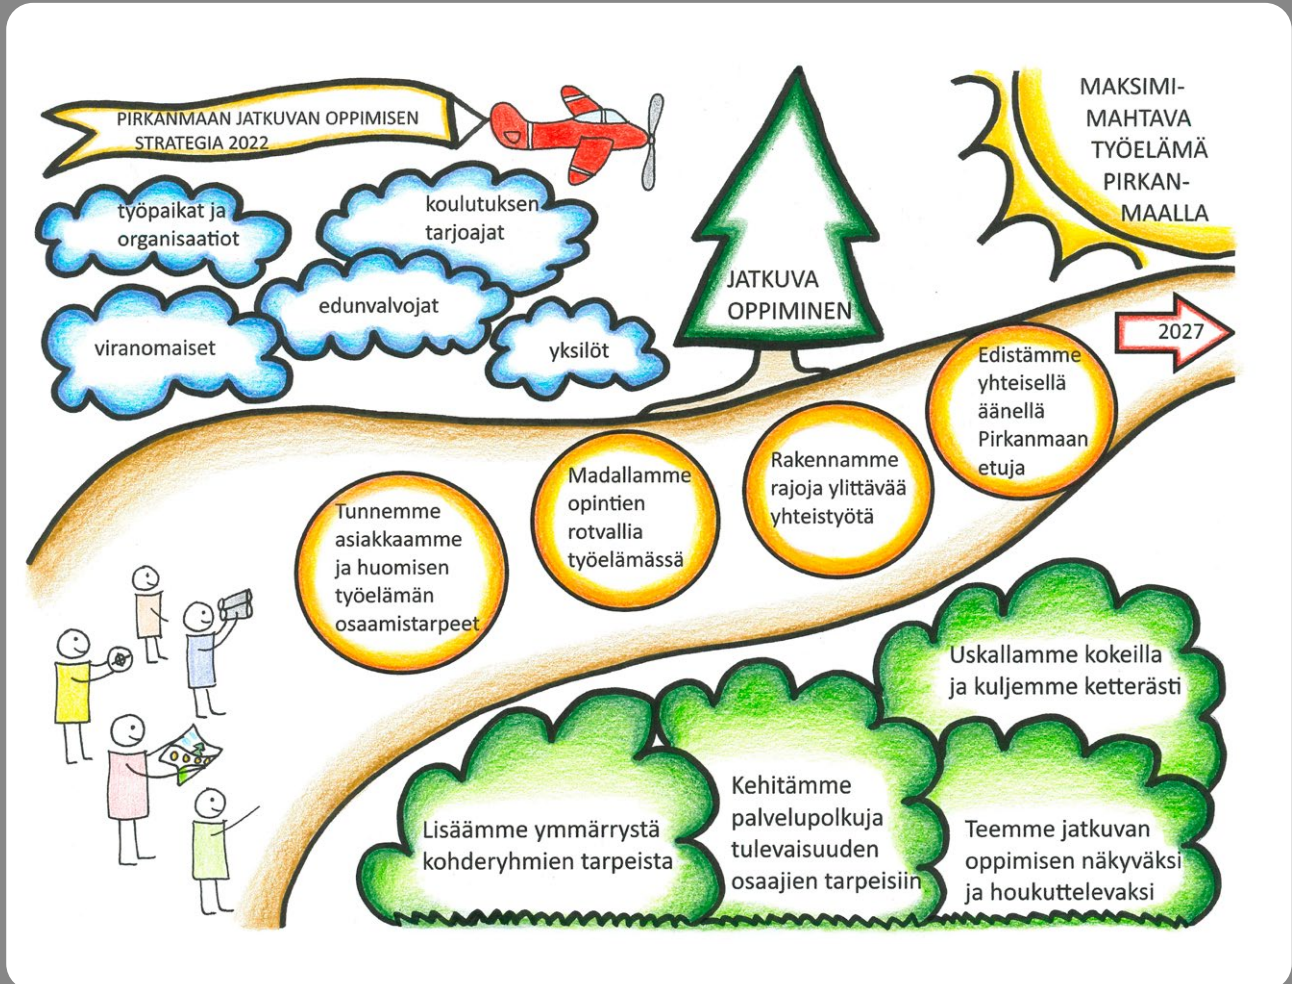 PIRKANMAAN JATKUVAN OPPIMISEN
STRATEGIA 2022
MAKSIMI-
MAHTAVA
TYÖELÄMÄ
PIRKAN-
MAALLA
työpaikat ja
organisaatiot
koulutuksen
tarjoajat
edunvalvojat
viranomaiset
yksilöt
JATKUVA
OPPIMINEN
2027
Edistämme
yhteisellä
äänellä
Pirkanmaan
etuja
Rakennamme
rajoja ylittävää
yhteistyötä
Madallamme
opintien
rotvallia
työelämässä
Tunnemme
asiakkaamme
ja huomisen
työelämän
osaamistarpeet
Uskallamme kokeilla
ja kuljemme ketterästi
Lisäämme ymmärrystä
kohderyhmien tarpeista
Kehitämme
palvelupolkuja
tulevaisuuden
osaajien tarpeisiin
Teemme jatkuvan
oppimisen näkyväksi
ja houkuttelevaksi